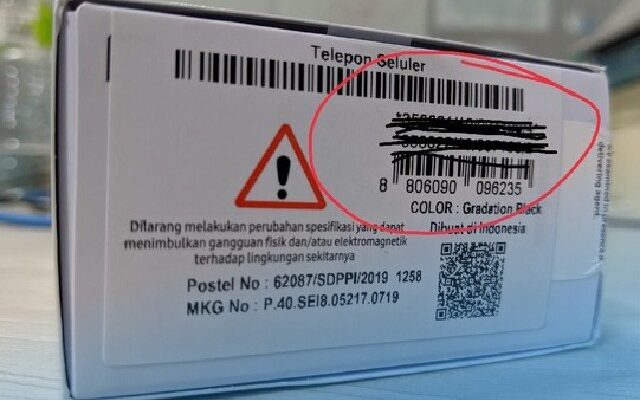 Telepon Seluler
8 806090 096235
COLOR : Gradation Black
Dibuat di Indonesia
Dilarang melakukan perubahan spesifikasi yang dapat
menimbulkan gangguan fisik dan/atau elektromagnetik
terhadap lingkungan sekitarnya
Postel No : 62087/SDPPI/2019 1258
MKG No : P.40.SEI8.05217.0719
delivering agent.